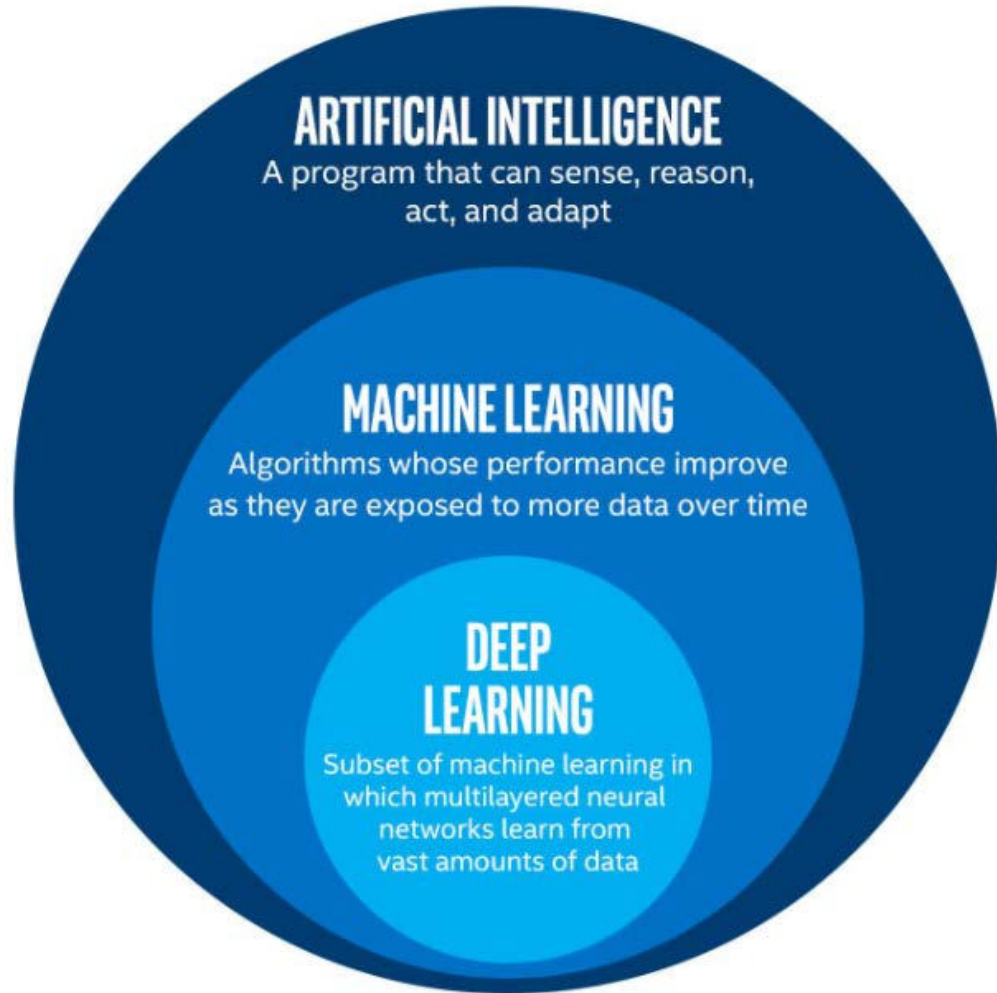 ARTIFICIAL INTELLIGENCE
A program that can sense, reason,
act, and adapt
MACHINE LEARNING
Algorithms whose performance improve
as they are exposed to more data over time
DEEP
LEARNING
Subset of machine learning in
which multilayered neural
networks learn from
vast amounts of data